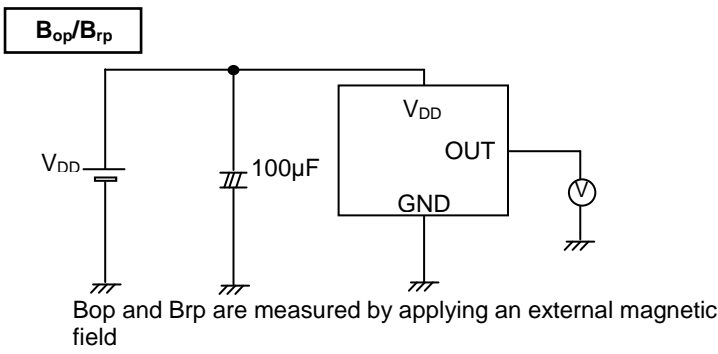 Bop/Brp
VDD
OUT
VDD
100µF
V
GND
Bop and Brp are measured by applying an external magnetic
field